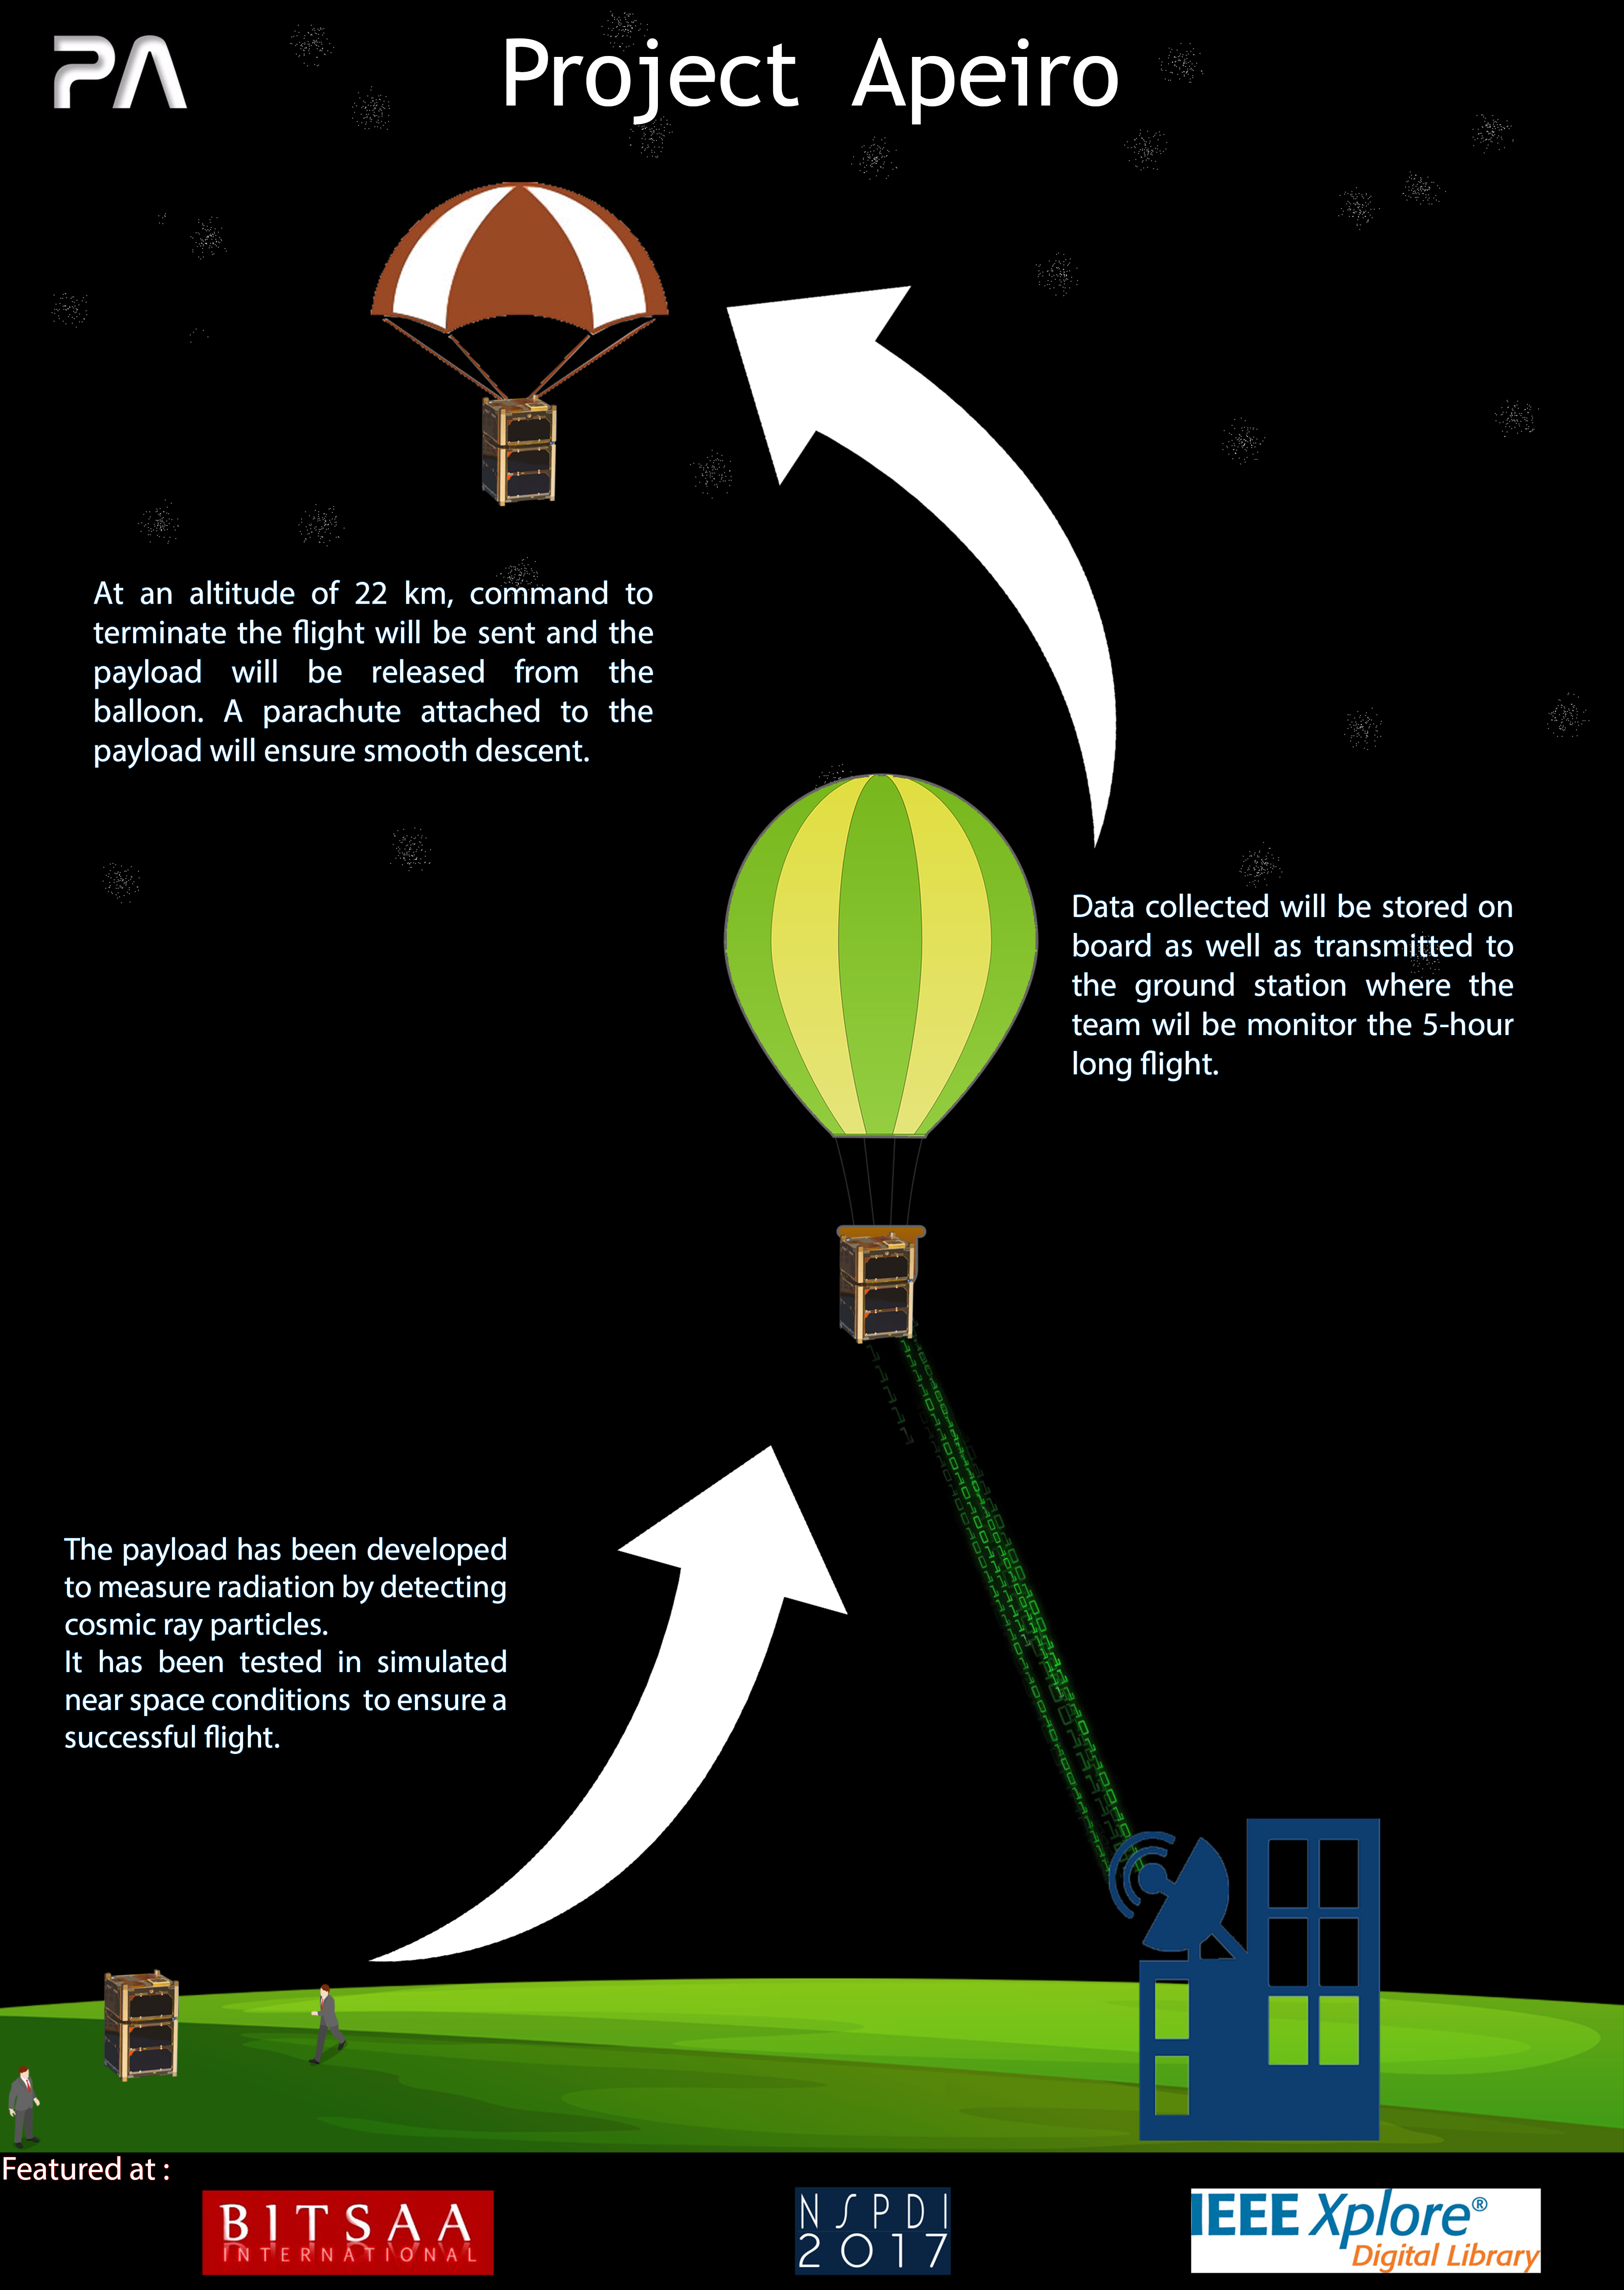 PA
Project Apeiro
At an altitude of 22 km, command to
terminate the flight will be sent and the
payload will be released from the
balloon. A parachute attached to the
payload will ensure smooth descent.
Data collected will be stored on
board as well as transmitted to
the ground station where the
team wil be monitor the 5-hour
long flight.
The payload has been developed
to measure radiation by detecting
cosmic ray particles.
It has been tested in simulated
near space conditions to ensure a
successful flight.
Featured at :
BITSAA
INTERNATIONAL
NSPDI
2017
IEEE Xplore®
Digital Library